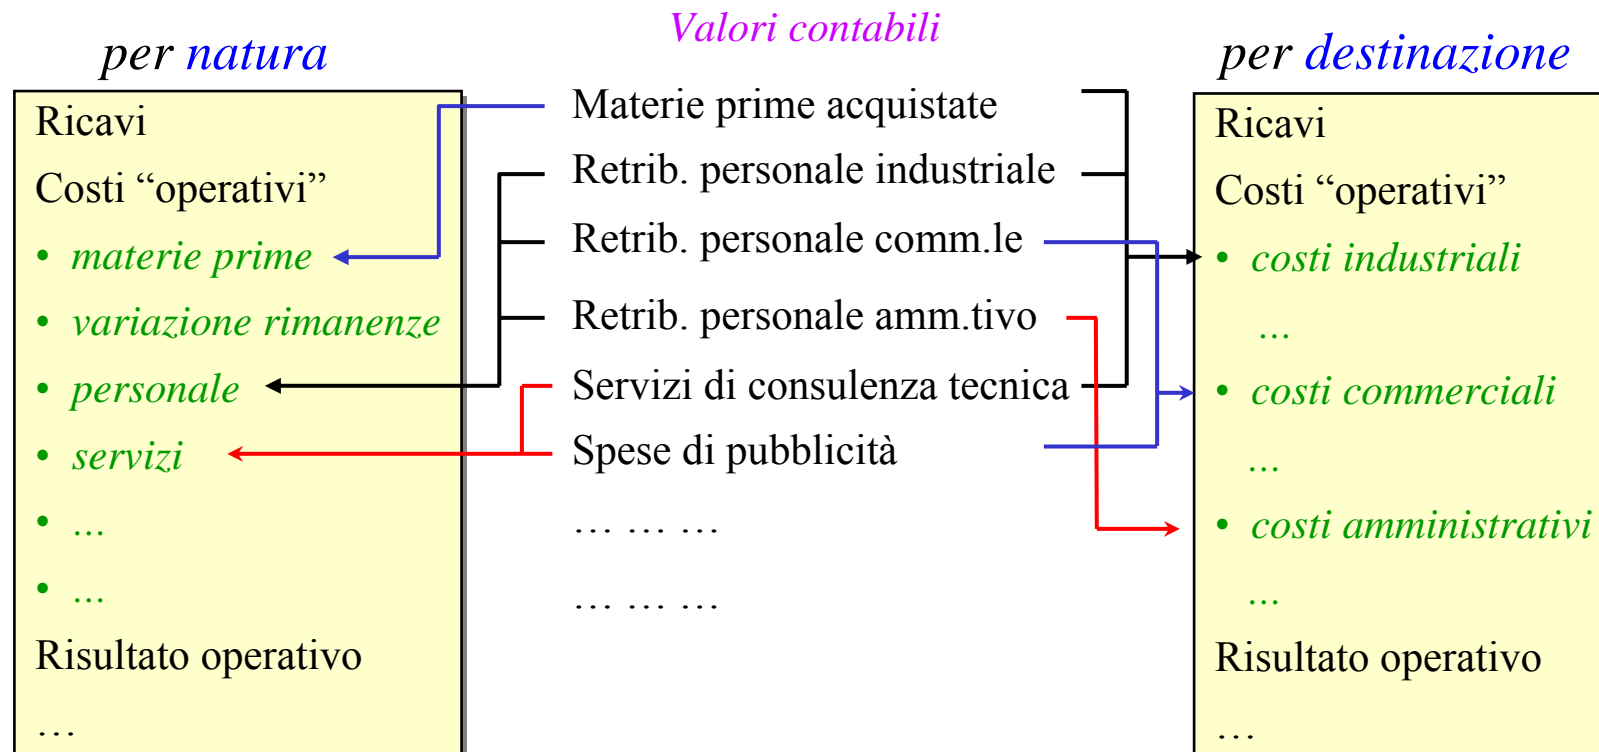 Valori contabili
per natura
Ricavi
Costi “operativi”
• materie prime
• variazione rimanenze
• personale
• servizi
• ...
• ...
Risultato operativo
…
Materie prime acquistate
Retrib. personale industriale
Retrib. personale comm.le
Retrib. personale amm.tivo
Servizi di consulenza tecnica
Spese di pubblicità
… … …
… … …
per destinazione
Ricavi
Costi “operativi”
• costi industriali
...
• costi commerciali
...
• costi amministrativi
...
Risultato operativo
…